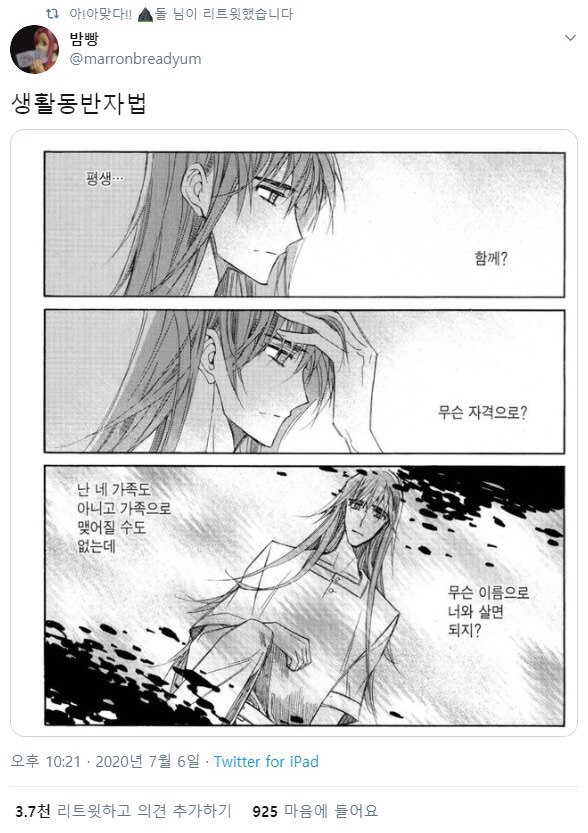 아!아맞다!! 돌 님이 리트윗했습니다
밤빵
@marronbreadyum
생활동반자법
평생…
함께?
무슨 자격으로?
난 네 가족도
아니고 가족으로
맺어질 수도
없는데
무슨 이름으로
너와 살면
되지?
오후 10:21 · 2020년 7월 6일 · Twitter for iPad
3.7천 리트윗하고 의견 추가하기 925 마음에 들어요